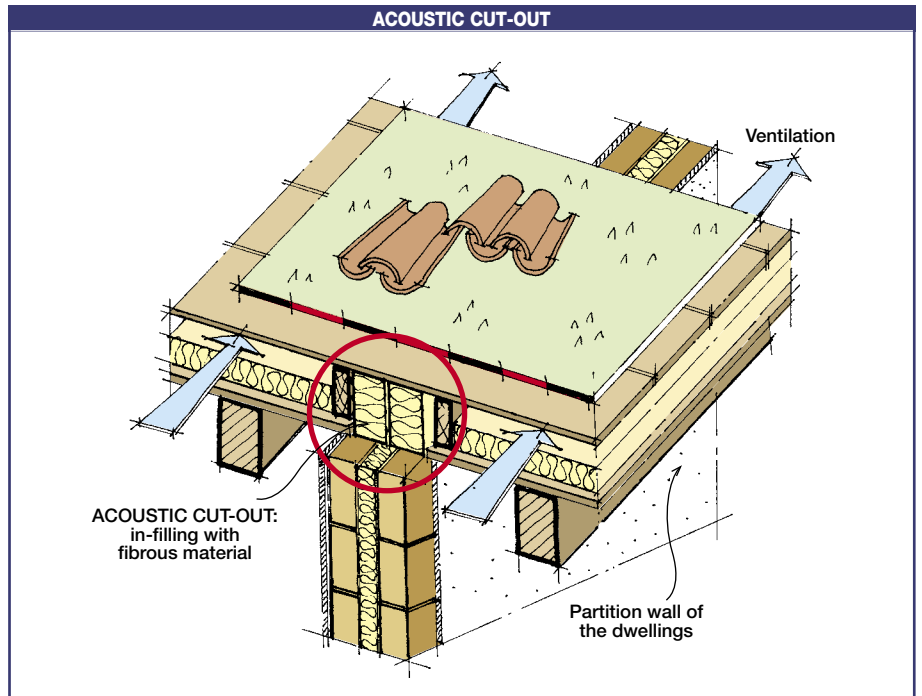 ACOUSTIC CUT-OUT
Ventilation
ACOUSTIC CUT-OUT:
in-filling with
fibrous material
Partition wall of
the dwellings